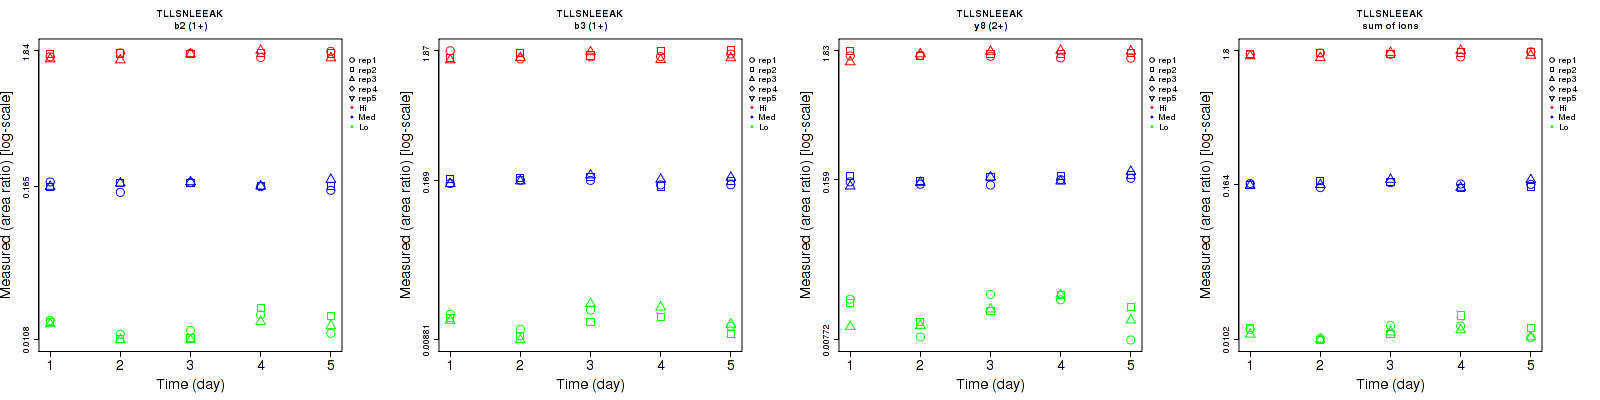 TLLSNLEEAK
b2 (1+)
Measured (area ratio) [log-scale]
1.84
0.165
0.0108
1 2 3 4 5
Time (day)
rep1
rep2
rep3
rep4
rep5
Hi
Med
Lo
TLLSNLEEAK
b3 (1+)
Measured (area ratio) [log-scale]
1.87
0.169
0.00881
1 2 3 4 5
Time (day)
rep1
rep2
rep3
rep4
rep5
Hi
Med
Lo
TLLSNLEEAK
y8 (2+)
Measured (area ratio) [log-scale]
1.83
0.159
0.00772
1 2 3 4 5
Time (day)
rep1
rep2
rep3
rep4
rep5
Hi
Med
Lo
TLLSNLEEAK
sum of ions
Measured (area ratio) [log-scale]
1.8
0.164
0.0102
1 2 3 4 5
Time (day)
rep1
rep2
rep3
rep4
rep5
Hi
Med
Lo